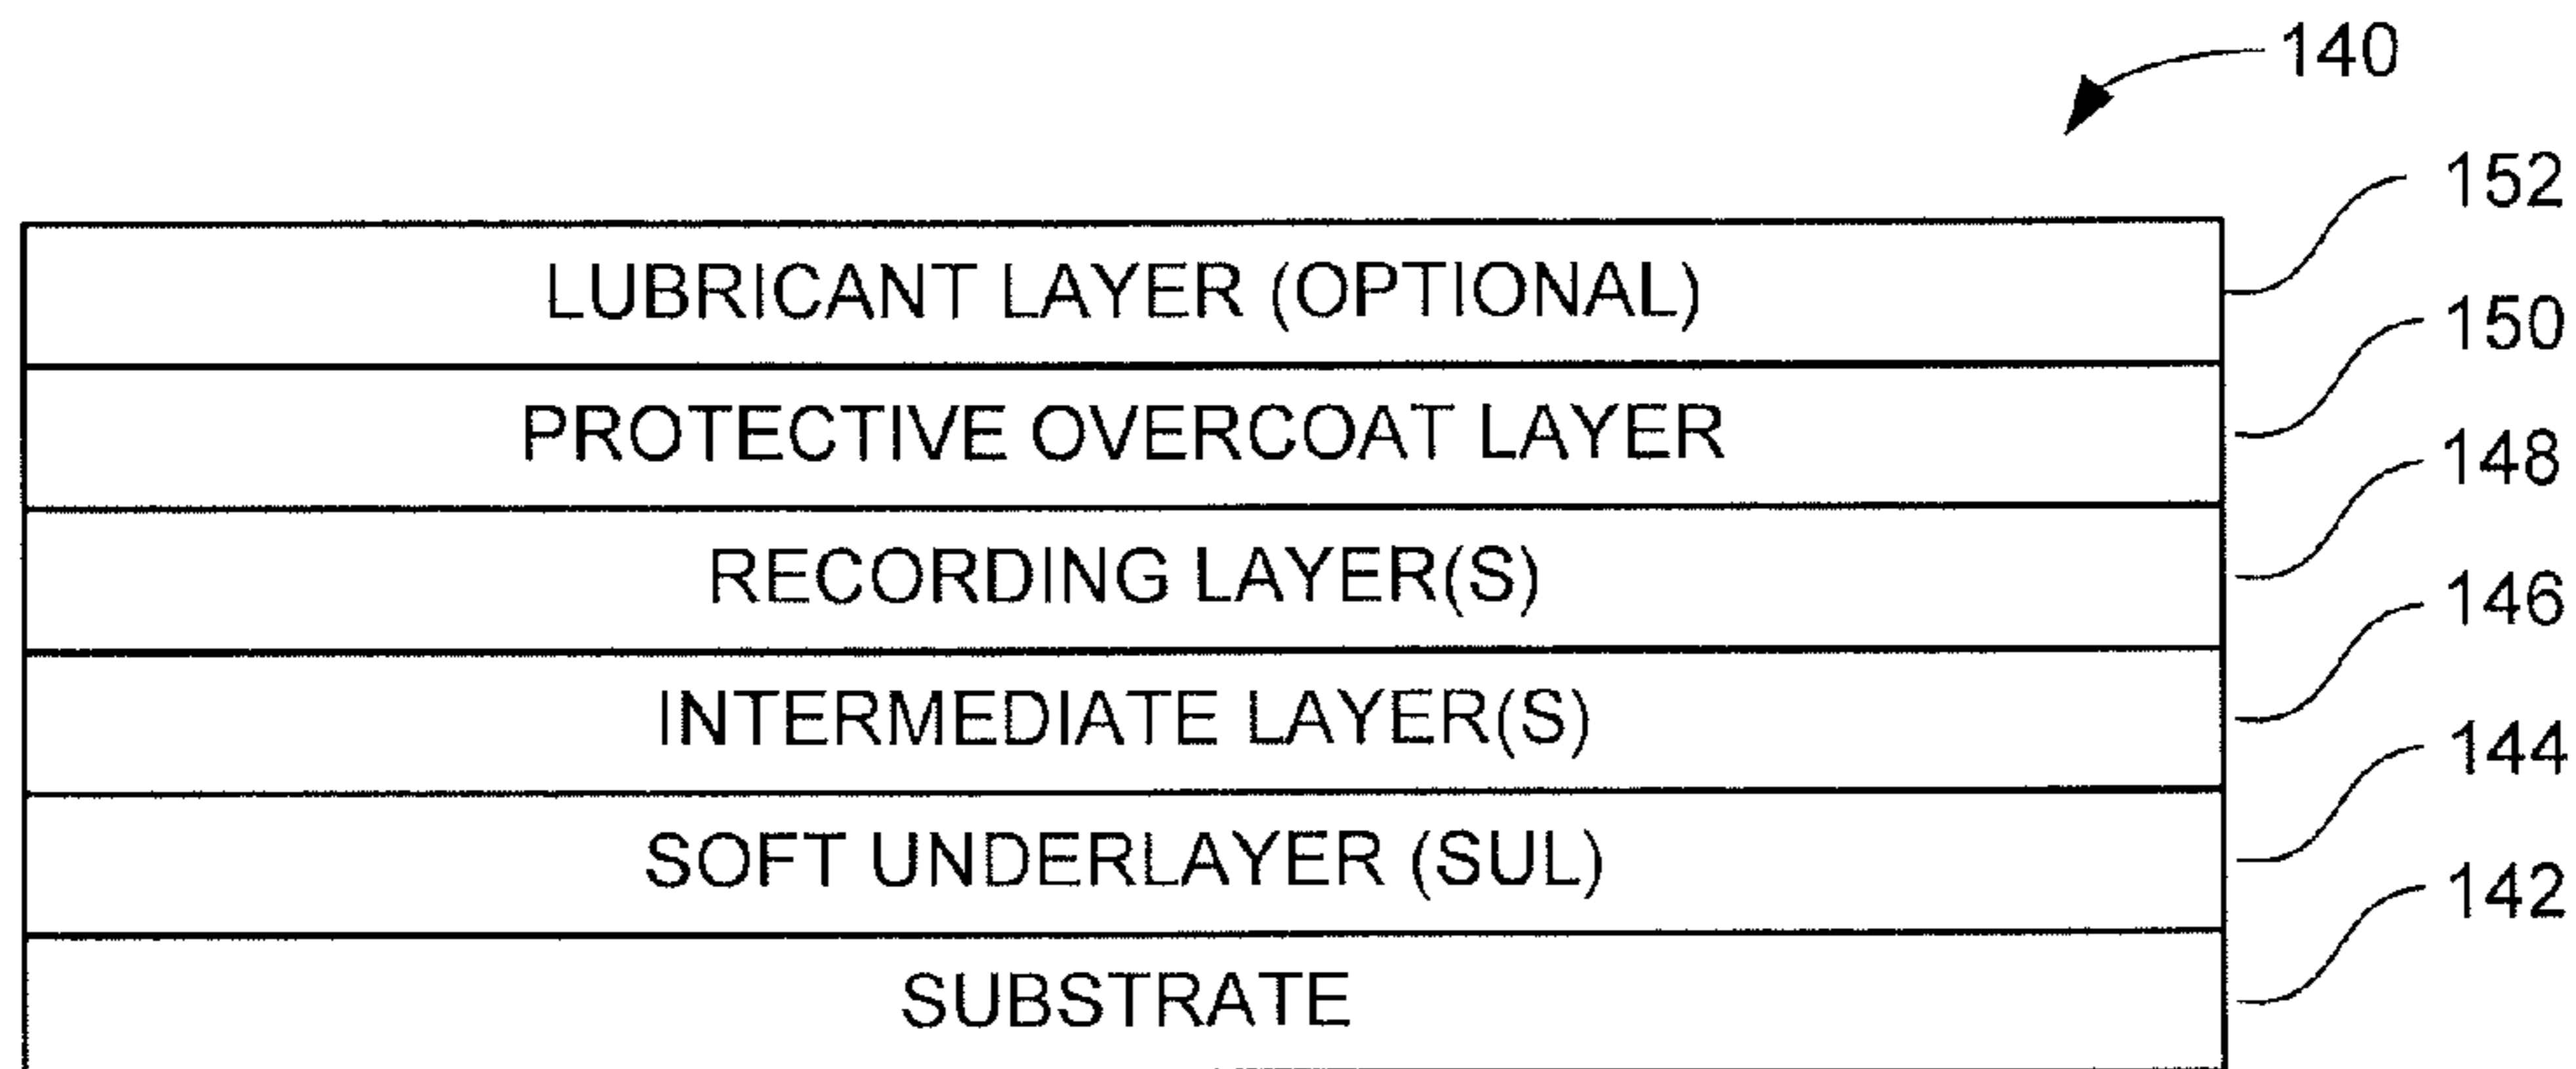 140
LUBRICANT LAYER (OPTIONAL) 152
PROTECTIVE OVERCOAT LAYER 150
RECORDING LAYER(S) 148
INTERMEDIATE LAYER(S) 146
SOFT UNDERLAYER (SUL) 144
SUBSTRATE 142